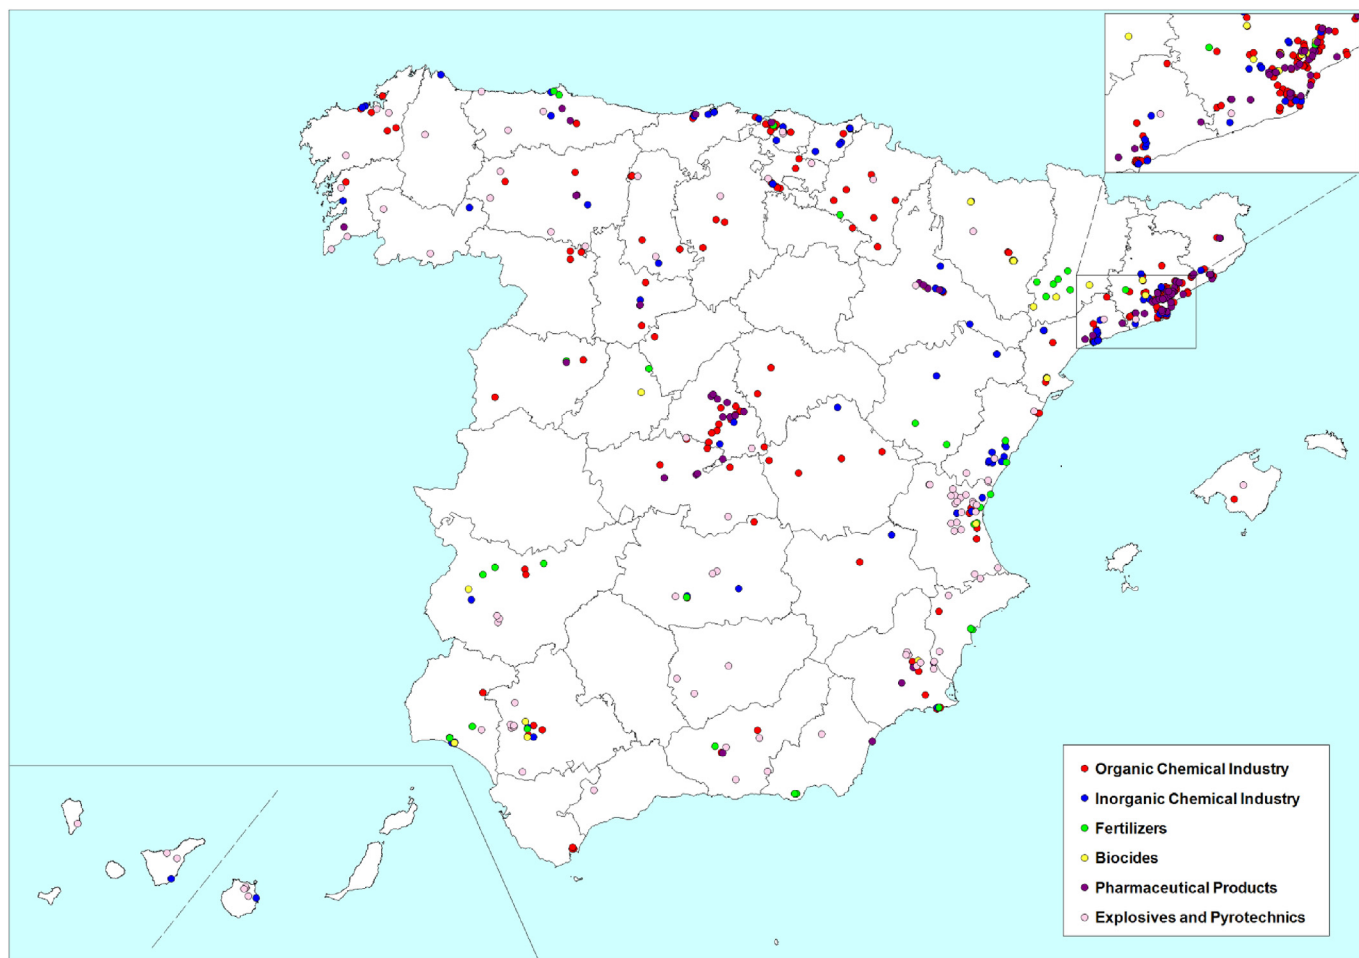 Organic Chemical Industry
Inorganic Chemical Industry
Fertilizers
Biocides
Pharmaceutical Products
Explosives and Pyrotechnics